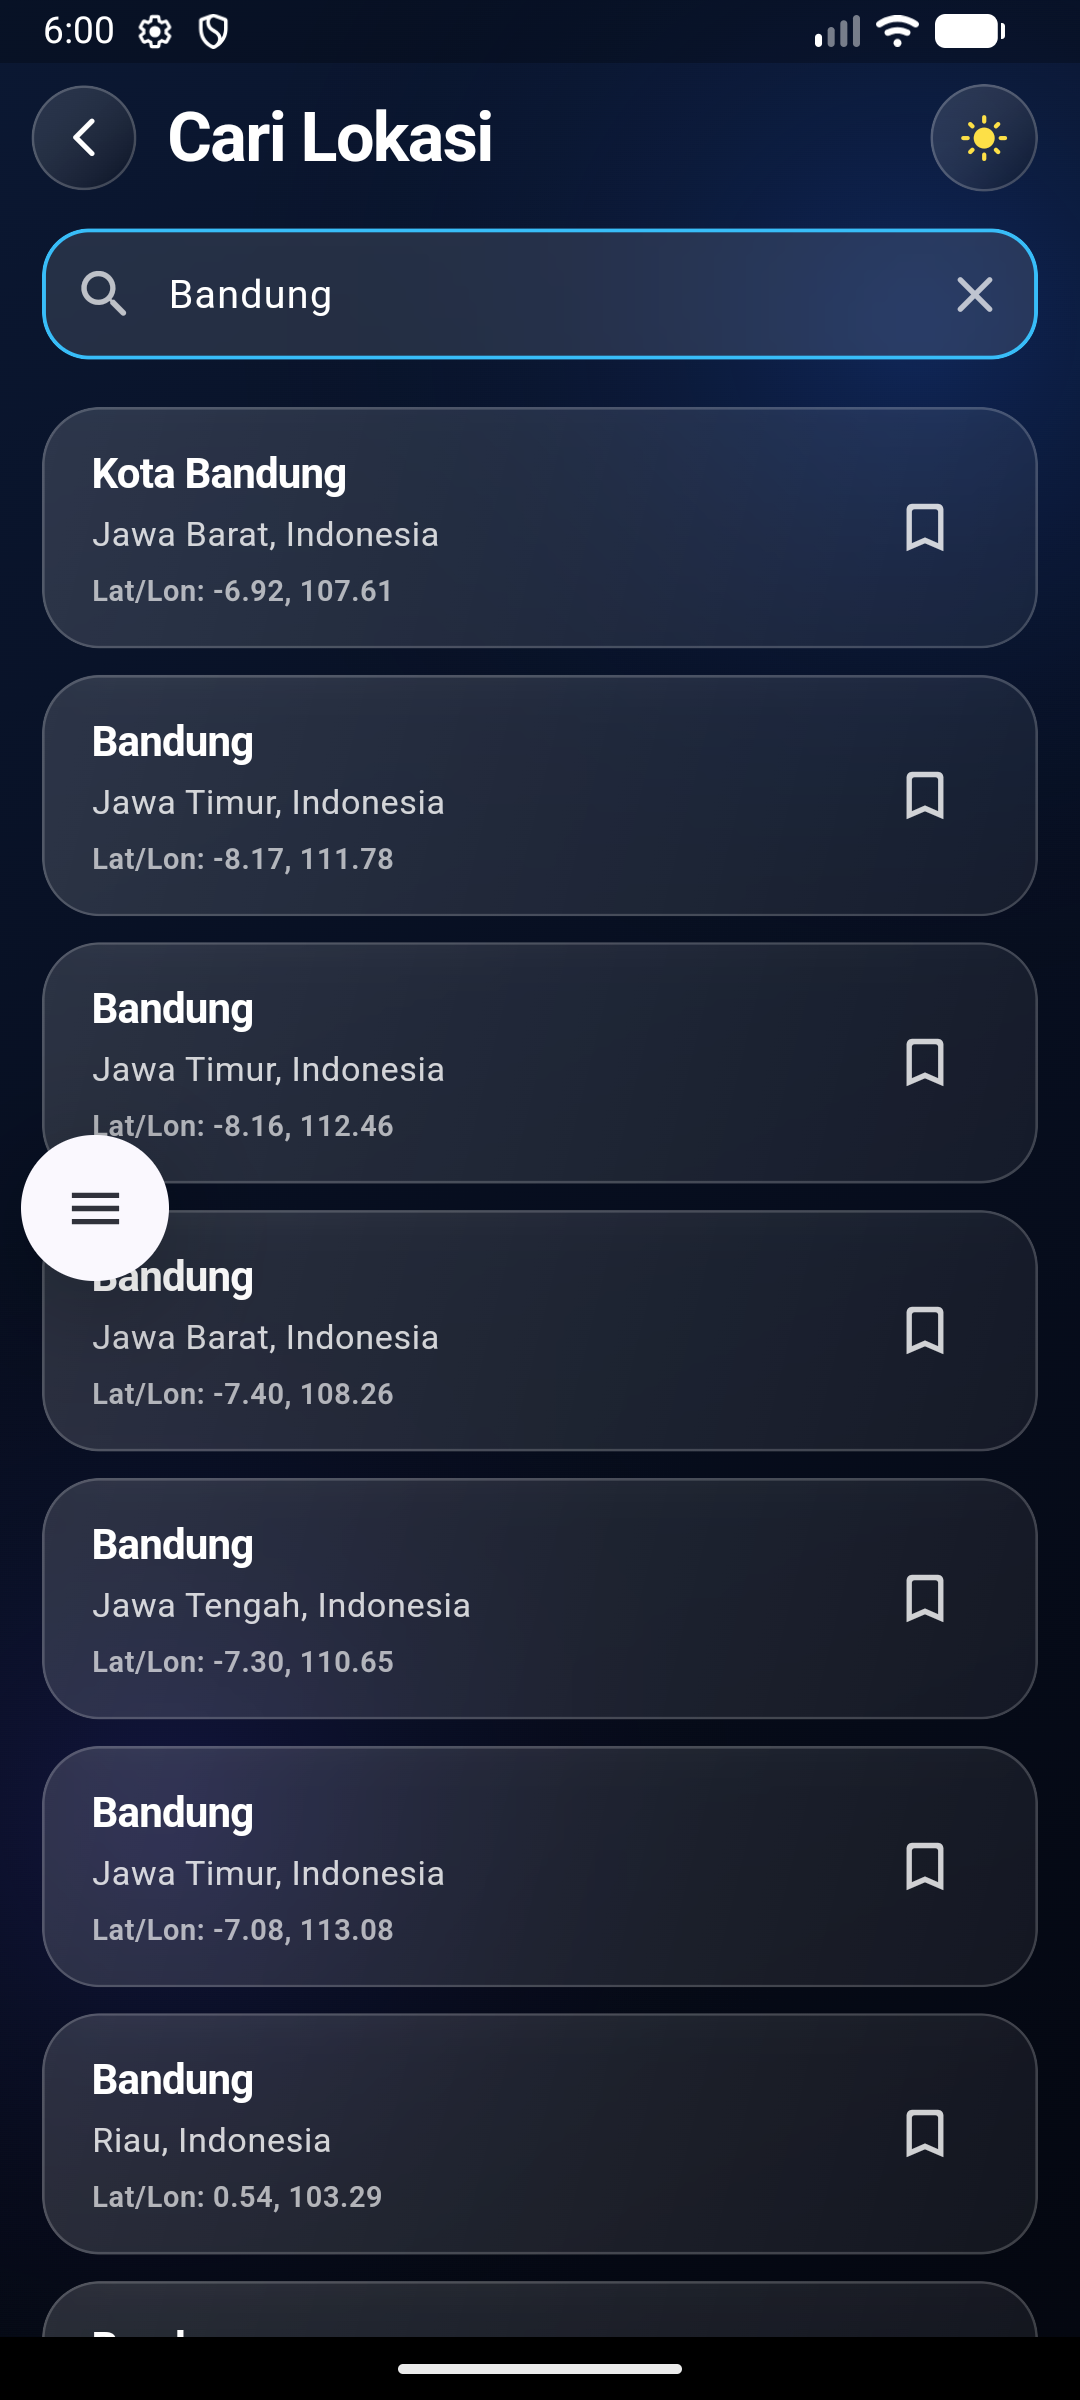 6:00
Cari Lokasi
Bandung
Kota Bandung
Jawa Barat, Indonesia
Lat/Lon: -6.92, 107.61
Bandung
Jawa Timur, Indonesia
Lat/Lon: -8.17, 111.78
Bandung
Jawa Timur, Indonesia
Lat/Lon: -8.16, 112.46
Bandung
Jawa Barat, Indonesia
Lat/Lon: -7.40, 108.26
Bandung
Jawa Tengah, Indonesia
Lat/Lon: -7.30, 110.65
Bandung
Jawa Timur, Indonesia
Lat/Lon: -7.08, 113.08
Bandung
Riau, Indonesia
Lat/Lon: 0.54, 103.29